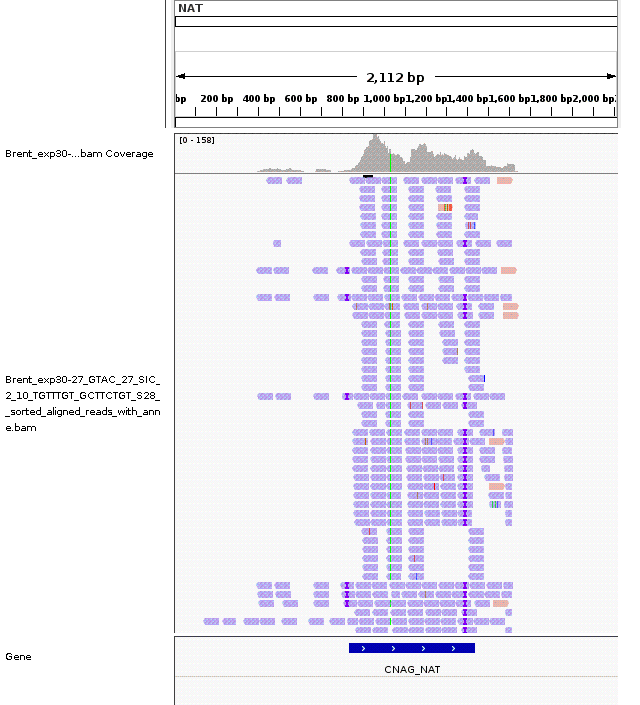 NAT
2,112 bp
bp 200 bp 400 bp 600 bp 800 bp 1,000 bp 1,200 bp 1,400 bp 1,600 bp 1,800 bp 2,000 bp
[0 - 158]
Brent_exp30-...bam Coverage
Brent_exp30-27_GTAC_27_SIC_
2_10_TGTTTGT_GCTTCTGT_S28_
_sorted_aligned_reads_with_ann
e.bam
Gene
CNAG_NAT